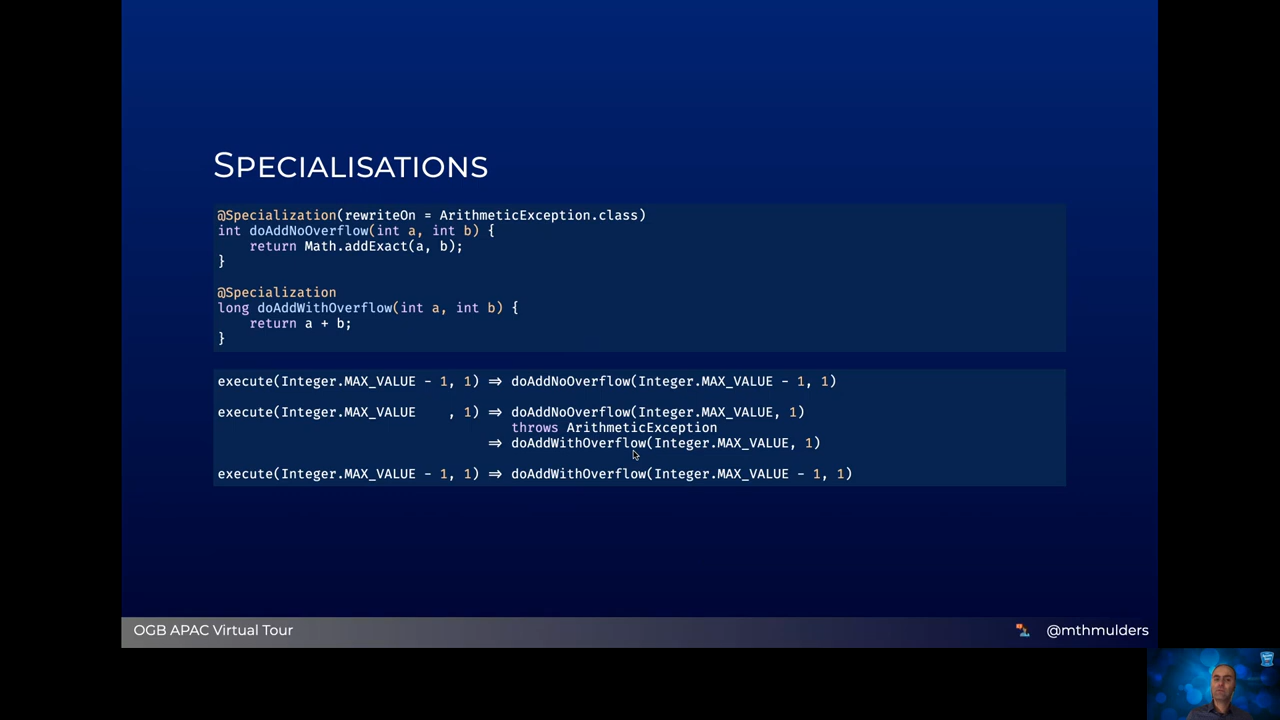 SPECIALISATIONS
@Specialization(rewriteOn = ArithmeticException.class)
int doAddNoOverflow(int a, int b) {
    return Math.addExact(a, b);
}
@Specialization
long doAddWithOverflow(int a, int b) {
    return a + b;
}
execute(Integer.MAX_VALUE - 1, 1) ⇒ doAddNoOverflow(Integer.MAX_VALUE - 1, 1)
execute(Integer.MAX_VALUE    , 1) ⇒ doAddNoOverflow(Integer.MAX_VALUE, 1)
throws ArithmeticException
⇒ doAddWithOverflow(Integer.MAX_VALUE, 1)
execute(Integer.MAX_VALUE - 1, 1) ⇒ doAddWithOverflow(Integer.MAX_VALUE - 1, 1)
OGB APAC Virtual Tour
@mthmulders